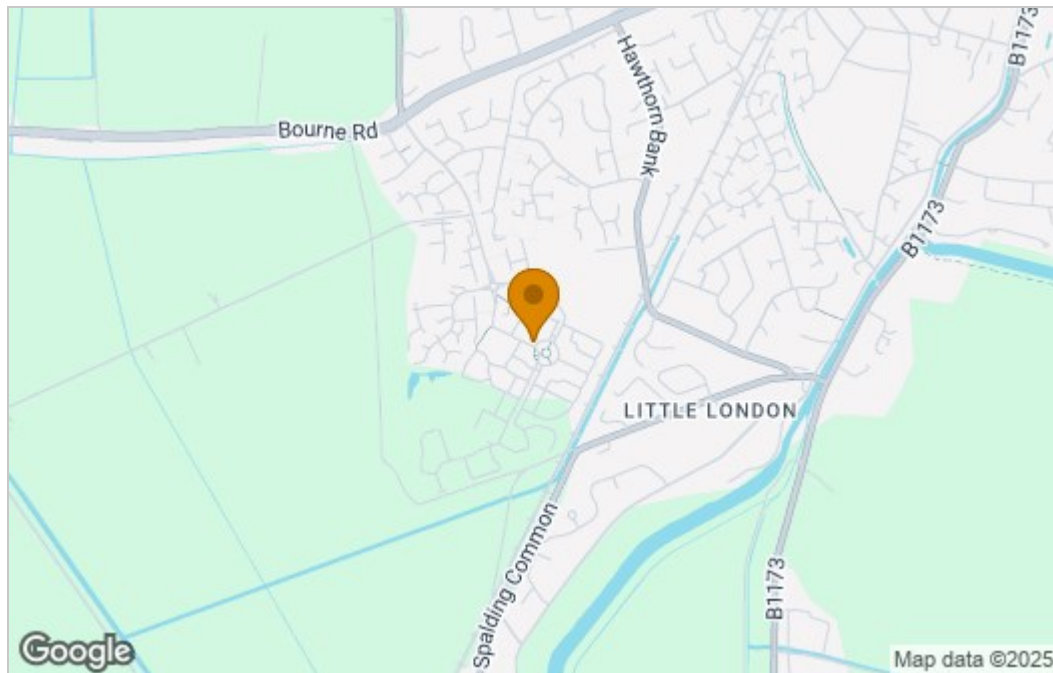 B1173
Hawthorn Bank
Bourne Rd
B1173
LITTLE LONDON
Spalding Common
B1173
Google
Map data ©2025